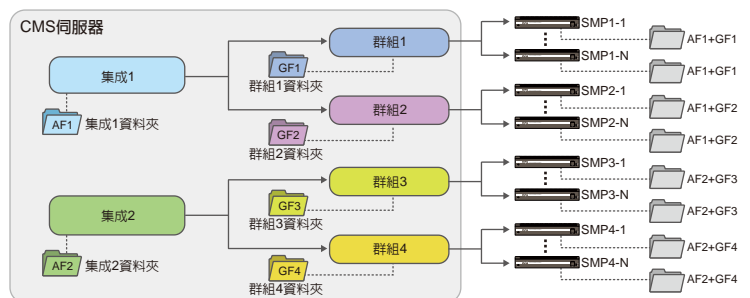 CMS伺服器
集成1
AF1
集成1資料夾
群組1
GF1
群組1資料夾
群組2
GF2
群組2資料夾
SMP1-1
AF1+GF1
SMP1-N
AF1+GF1
SMP2-1
AF1+GF2
SMP2-N
AF1+GF2
集成2
AF2
集成2資料夾
群組3
GF3
群組3資料夾
群組4
GF4
群組4資料夾
SMP3-1
AF2+GF3
SMP3-N
AF2+GF3
SMP4-1
AF2+GF4
SMP4-N
AF2+GF4